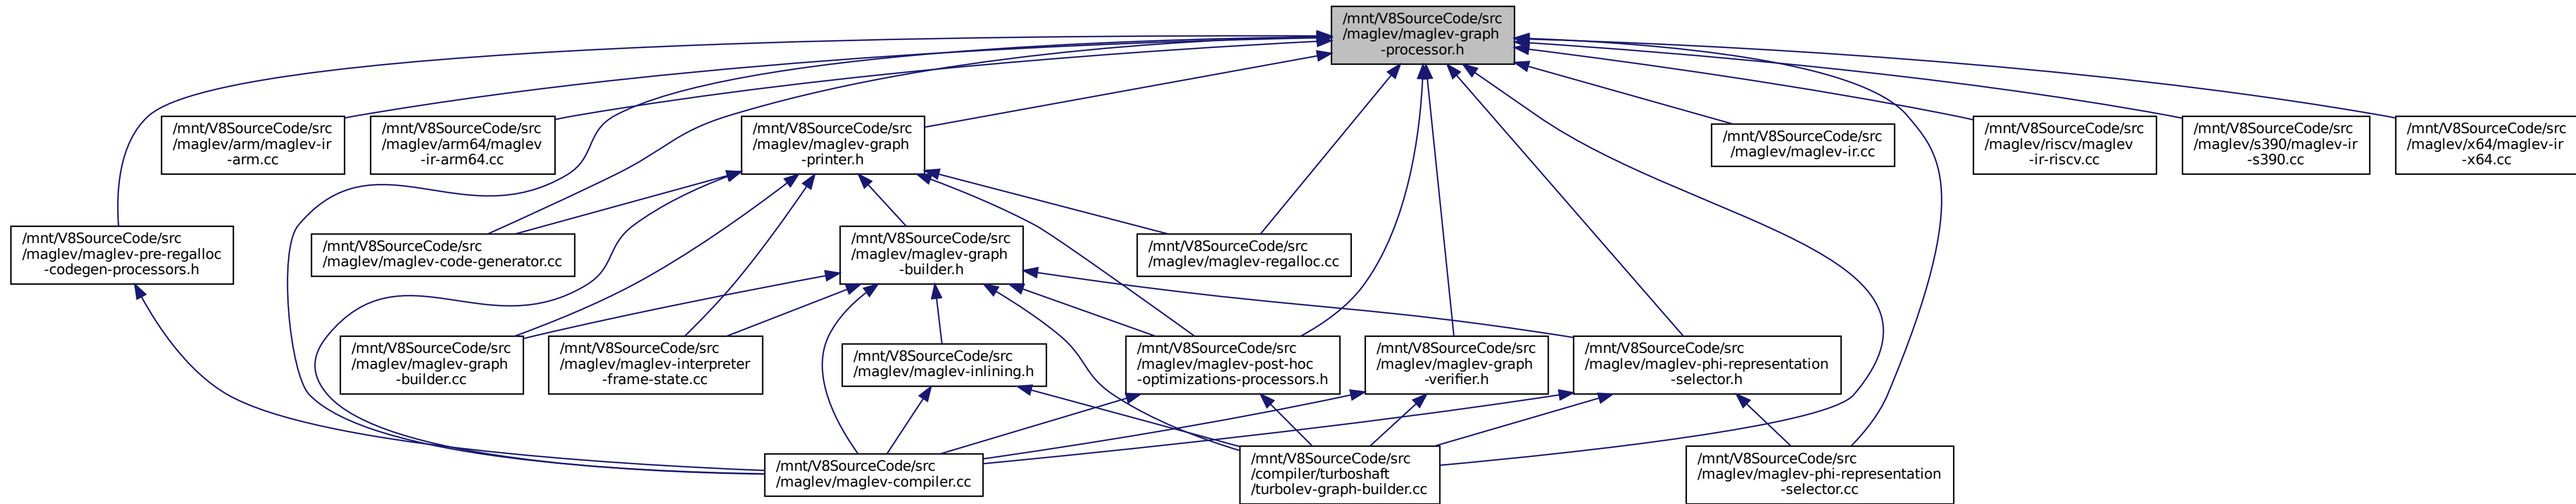 /mnt/V8SourceCode/src
/maglev/maglev-graph
-processor.h
/mnt/V8SourceCode/src
/maglev/arm/maglev-ir
-arm.cc
/mnt/V8SourceCode/src
/maglev/arm64/maglev
-ir-arm64.cc
/mnt/V8SourceCode/src
/maglev/maglev-graph
-printer.h
/mnt/V8SourceCode/src
/maglev/maglev-ir.cc
/mnt/V8SourceCode/src
/maglev/riscv/maglev
-ir-riscv.cc
/mnt/V8SourceCode/src
/maglev/s390/maglev-ir
-s390.cc
/mnt/V8SourceCode/src
/maglev/x64/maglev-ir
-x64.cc
/mnt/V8SourceCode/src
/maglev/maglev-pre-regalloc
-codegen-processors.h
/mnt/V8SourceCode/src
/maglev/maglev-code-generator.cc
/mnt/V8SourceCode/src
/maglev/maglev-graph
-builder.h
/mnt/V8SourceCode/src
/maglev/maglev-regalloc.cc
/mnt/V8SourceCode/src
/maglev/maglev-graph
-builder.cc
/mnt/V8SourceCode/src
/maglev/maglev-interpreter
-frame-state.cc
/mnt/V8SourceCode/src
/maglev/maglev-inlining.h
/mnt/V8SourceCode/src
/maglev/maglev-post-hoc
-optimizations-processors.h
/mnt/V8SourceCode/src
/maglev/maglev-graph
-verifier.h
/mnt/V8SourceCode/src
/maglev/maglev-phi-representation
-selector.h
/mnt/V8SourceCode/src
/maglev/maglev-compiler.cc
/mnt/V8SourceCode/src
/compiler/turboshaft
/turbolev-graph-builder.cc
/mnt/V8SourceCode/src
/maglev/maglev-phi-representation
-selector.cc